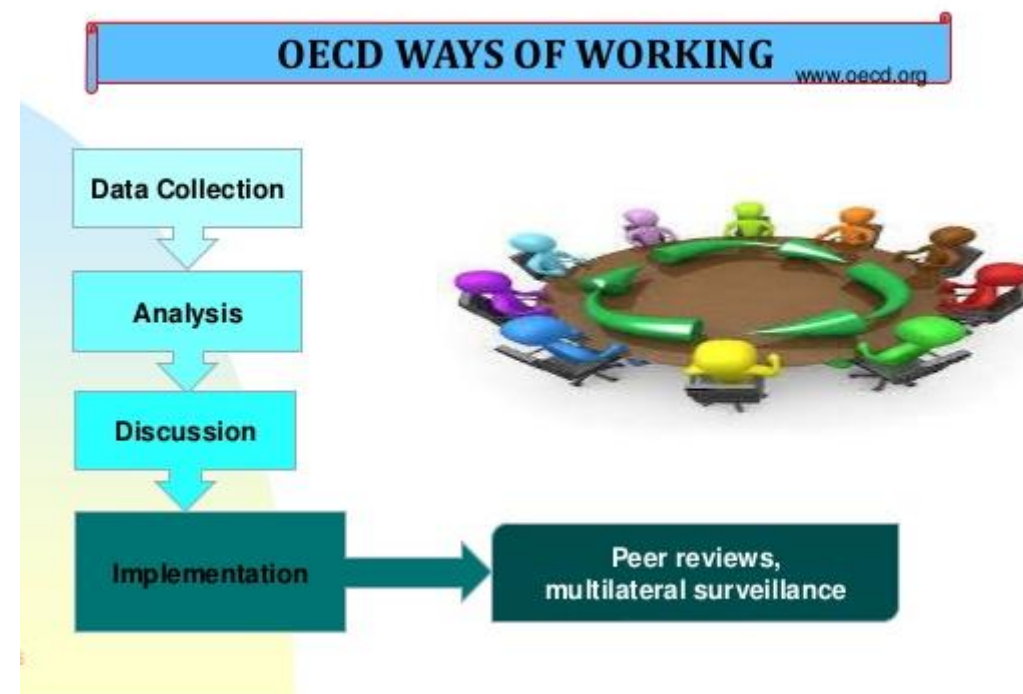 OECD WAYS OF WORKING
www.oecd.org
Data Collection
Analysis
Discussion
Implementation
Peer reviews,
multilateral surveillance